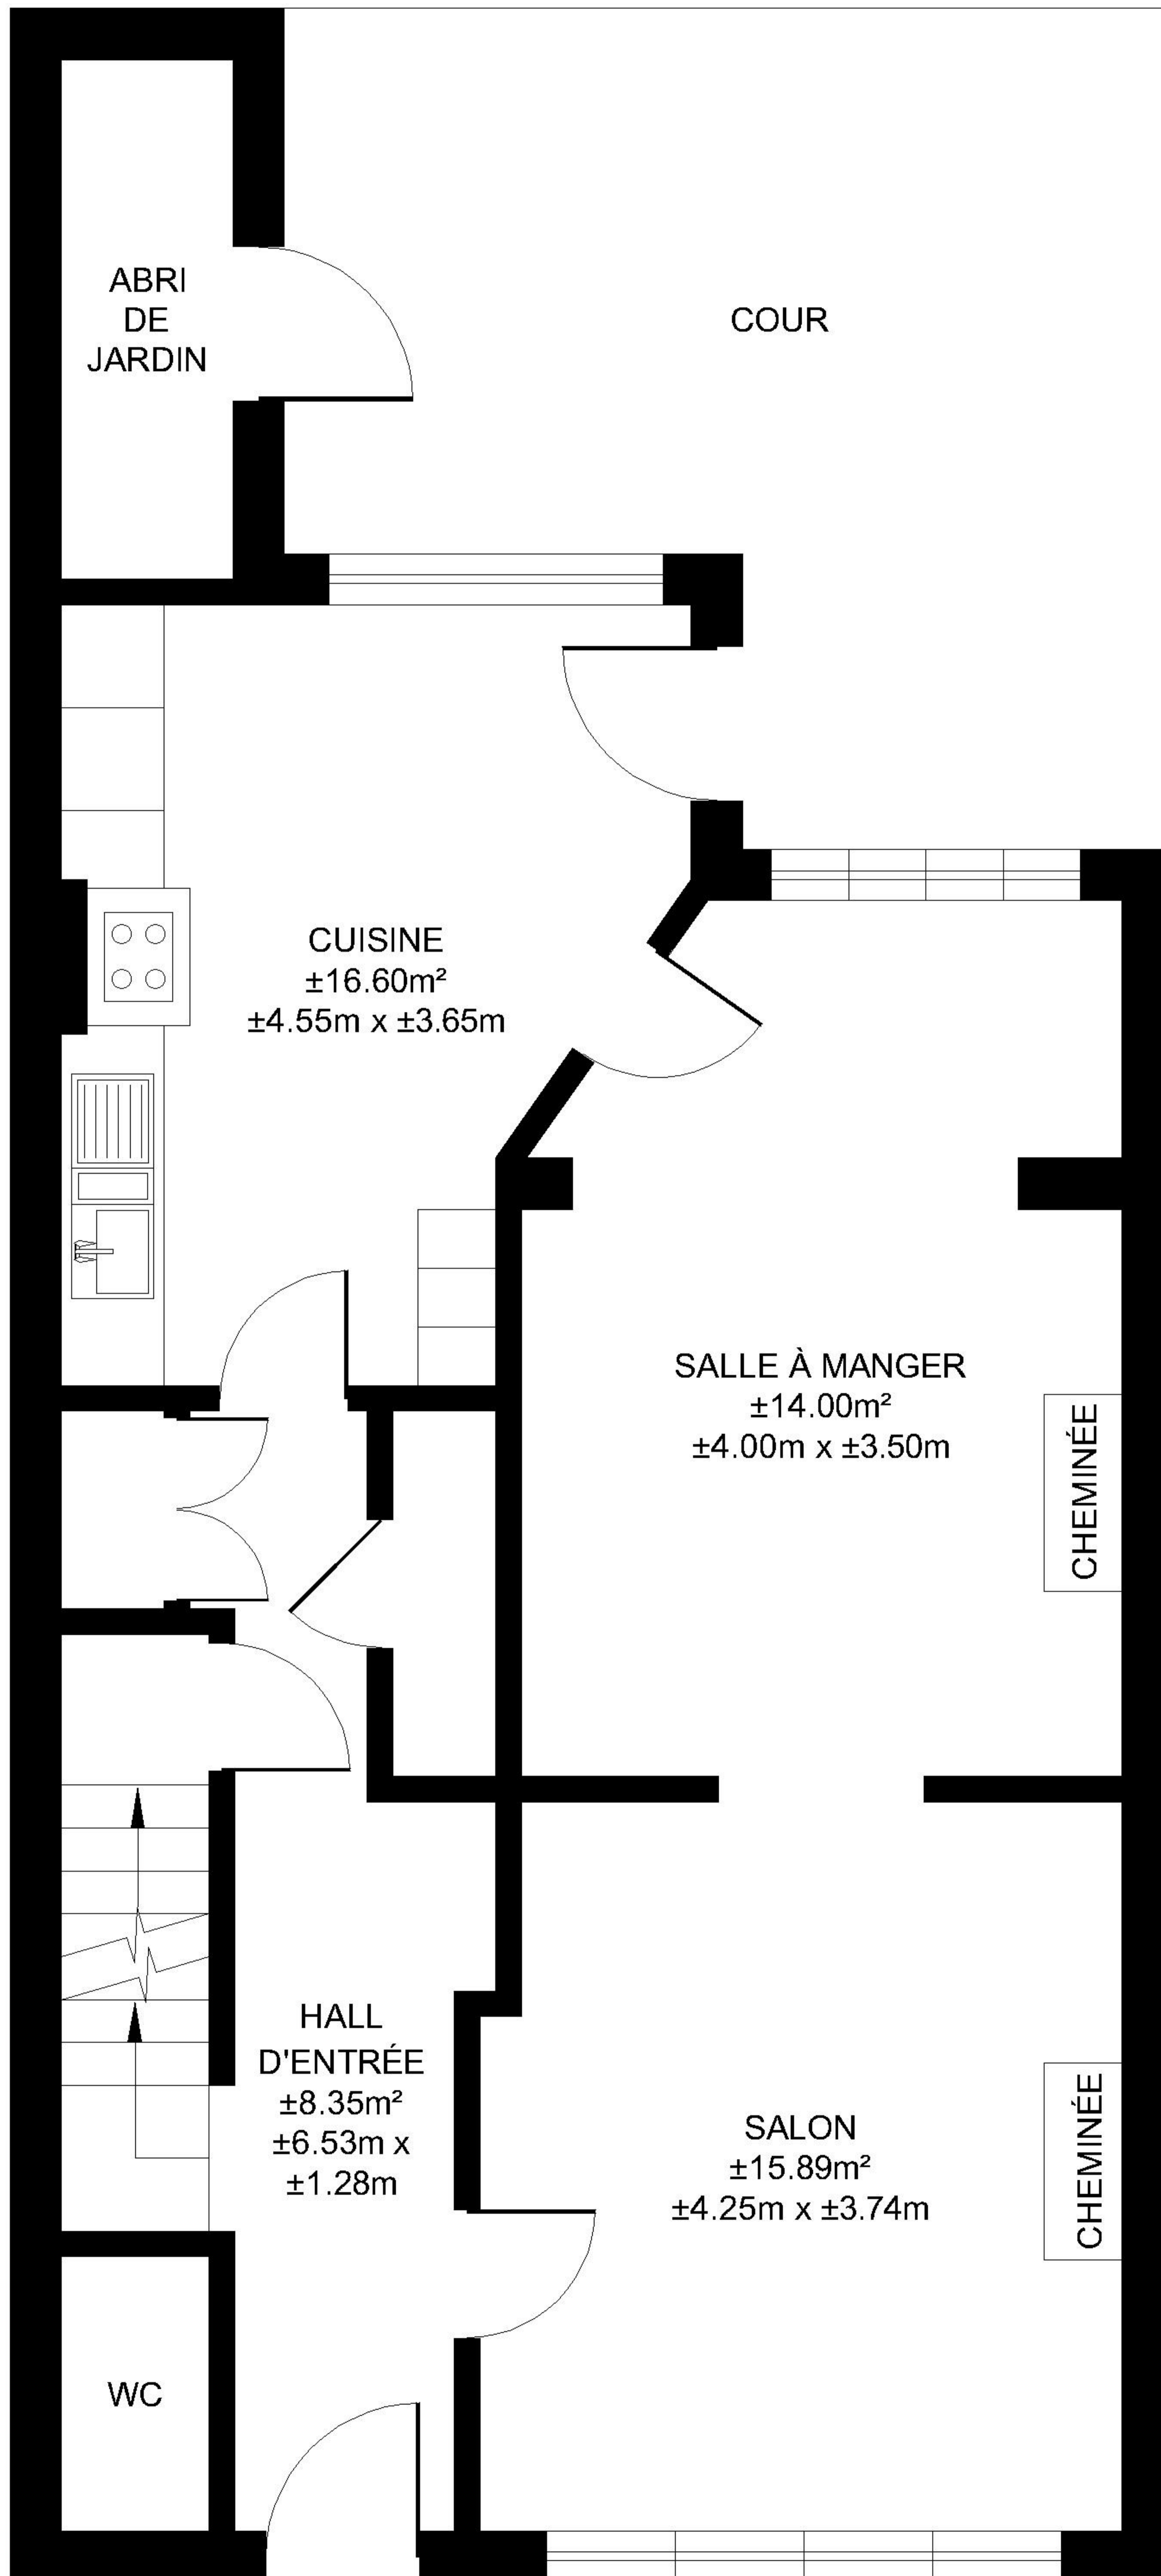 ABRI
DE
JARDIN
COUR
CUISINE
±16.60m²
±4.55m x ±3.65m
SALLE À MANGER
±14.00m²
±4.00m x ±3.50m
CHEMINÉE
HALL
D'ENTRÉE
±8.35m²
±6.53m x
±1.28m
SALON
±15.89m²
±4.25m x ±3.74m
CHEMINÉE
WC